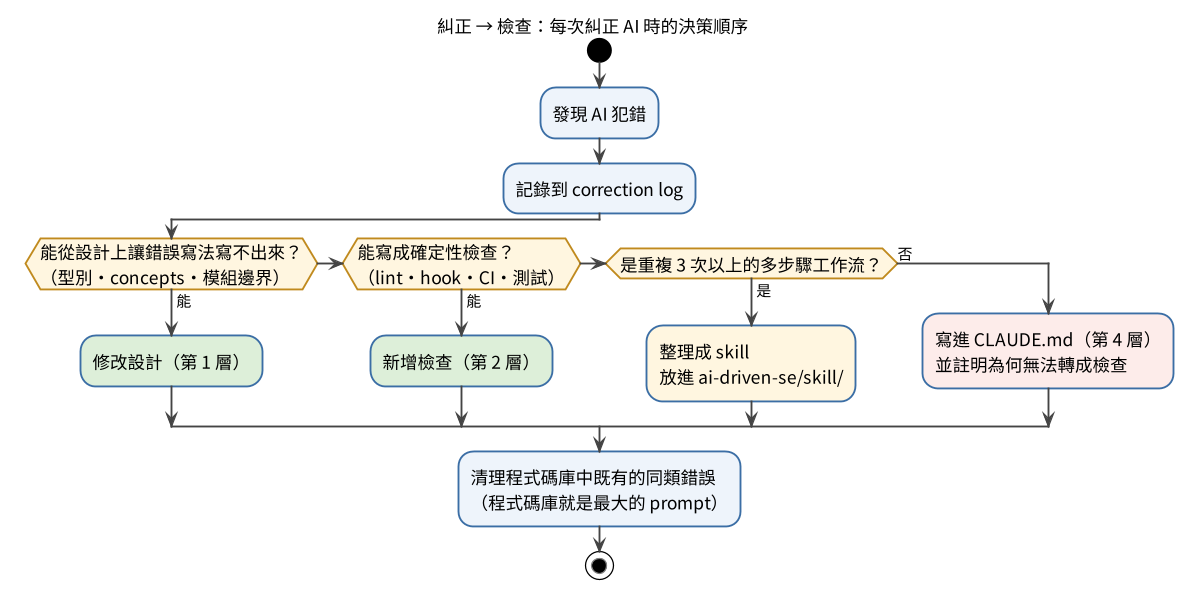 糾正 → 檢查：每次糾正 AI 時的決策順序
發現 AI 犯錯
記錄到 correction log
能從設計上讓錯誤寫法寫不出來？
（型別・concepts・模組邊界）
能
修改設計（第 1 層）
能寫成確定性檢查？
（lint・hook・CI・測試）
能
新增檢查（第 2 層）
是重複 3 次以上的多步驟工作流？
是
整理成 skill
放進 ai-driven-se/skill/
否
寫進 CLAUDE.md（第 4 層）
並註明為何無法轉成檢查
清理程式碼庫中既有的同類錯誤
（程式碼庫就是最大的 prompt）